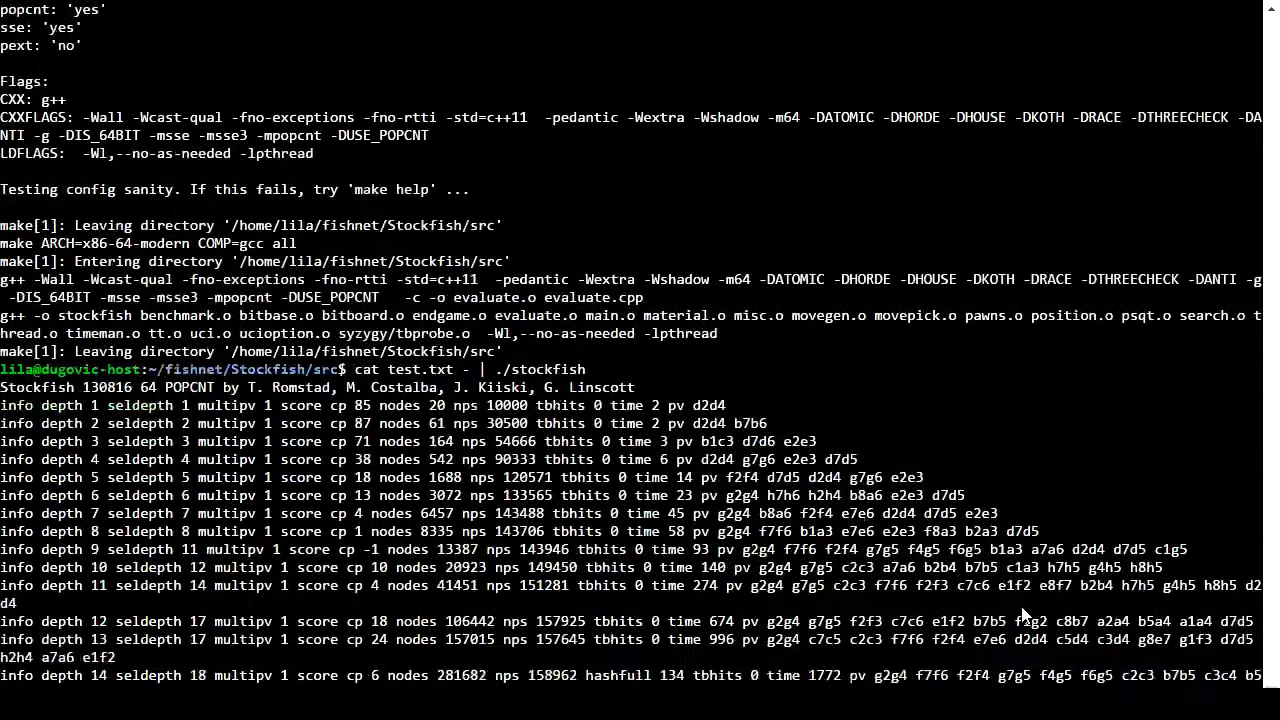 popcnt: 'yes'
sse: 'yes'
pext: 'no'
Flags:
CXX: g++
CXXFLAGS: -Wall -Wcast-qual -fno-exceptions -fno-rtti -std=c++11  -pedantic -Wextra -Wshadow -m64 -DATOMIC -DHORDE -DHOUSE -DKOTH -DRACE -DTHREECHECK -DA
NTI -g -DIS_64BIT -msse -msse3 -mpopcnt -DUSE_POPCNT
LDFLAGS:  -Wl,--no-as-needed -lpthread
Testing config sanity. If this fails, try 'make help' ...
make[1]: Leaving directory '/home/lila/fishnet/Stockfish/src'
make ARCH=x86-64-modern COMP=gcc all
make[1]: Entering directory '/home/lila/fishnet/Stockfish/src'
g++ -Wall -Wcast-qual -fno-exceptions -fno-rtti -std=c++11  -pedantic -Wextra -Wshadow -m64 -DATOMIC -DHORDE -DHOUSE -DKOTH -DRACE -DTHREECHECK -DANTI -g
 -DIS_64BIT -msse -msse3 -mpopcnt -DUSE_POPCNT   -c -o evaluate.o evaluate.cpp
g++ -o stockfish benchmark.o bitbase.o bitboard.o endgame.o evaluate.o main.o material.o misc.o movegen.o movepick.o pawns.o position.o psqt.o search.o t
hread.o timeman.o tt.o uci.o ucioption.o syzygy/tbprobe.o  -Wl,--no-as-needed -lpthread
make[1]: Leaving directory '/home/lila/fishnet/Stockfish/src'
lila@dugovic-host:~/fishnet/Stockfish/src$ cat test.txt - | ./stockfish
Stockfish 130816 64 POPCNT by T. Romstad, M. Costalba, J. Kiiski, G. Linscott
info depth 1 seldepth 1 multipv 1 score cp 85 nodes 20 nps 10000 tbhits 0 time 2 pv d2d4
info depth 2 seldepth 2 multipv 1 score cp 87 nodes 61 nps 30500 tbhits 0 time 2 pv d2d4 b7b6
info depth 3 seldepth 3 multipv 1 score cp 71 nodes 164 nps 54666 tbhits 0 time 3 pv b1c3 d7d6 e2e3
info depth 4 seldepth 4 multipv 1 score cp 38 nodes 542 nps 90333 tbhits 0 time 6 pv d2d4 g7g6 e2e3 d7d5
info depth 5 seldepth 5 multipv 1 score cp 18 nodes 1688 nps 120571 tbhits 0 time 14 pv f2f4 d7d5 d2d4 g7g6 e2e3
info depth 6 seldepth 6 multipv 1 score cp 13 nodes 3072 nps 133565 tbhits 0 time 23 pv g2g4 h7h6 h2h4 b8a6 e2e3 d7d5
info depth 7 seldepth 7 multipv 1 score cp 4 nodes 6457 nps 143488 tbhits 0 time 45 pv g2g4 b8a6 f2f4 e7e6 d2d4 d7d5 e2e3
info depth 8 seldepth 8 multipv 1 score cp 1 nodes 8335 nps 143706 tbhits 0 time 58 pv g2g4 f7f6 b1a3 e7e6 e2e3 f8a3 b2a3 d7d5
info depth 9 seldepth 11 multipv 1 score cp -1 nodes 13387 nps 143946 tbhits 0 time 93 pv g2g4 f7f6 f2f4 g7g5 f4g5 f6g5 b1a3 a7a6 d2d4 d7d5 c1g5
info depth 10 seldepth 12 multipv 1 score cp 10 nodes 20923 nps 149450 tbhits 0 time 140 pv g2g4 g7g5 c2c3 a7a6 b2b4 b7b5 c1a3 h7h5 g4h5 h8h5
info depth 11 seldepth 14 multipv 1 score cp 4 nodes 41451 nps 151281 tbhits 0 time 274 pv g2g4 g7g5 c2c3 f7f6 f2f3 c7c6 e1f2 e8f7 b2b4 h7h5 g4h5 h8h5 d2
d4
info depth 12 seldepth 17 multipv 1 score cp 18 nodes 106442 nps 157925 tbhits 0 time 674 pv g2g4 g7g5 f2f3 c7c6 e1f2 b7b5 c8b7 a2a4 b5a4 a1a4 d7d5
info depth 13 seldepth 17 multipv 1 score cp 24 nodes 157015 nps 157645 tbhits 0 time 996 pv g2g4 c7c5 c2c3 f7f6 f2f4 e7e6 d2d4 c5d4 c3d4 g8e7 g1f3 d7d5
h2h4 a7a6 e1f2
info depth 14 seldepth 18 multipv 1 score cp 6 nodes 281682 nps 158962 hashfull 134 tbhits 0 time 1772 pv g2g4 f7f6 f2f4 g7g5 f4g5 f6g5 c2c3 b7b5 c3c4 b5